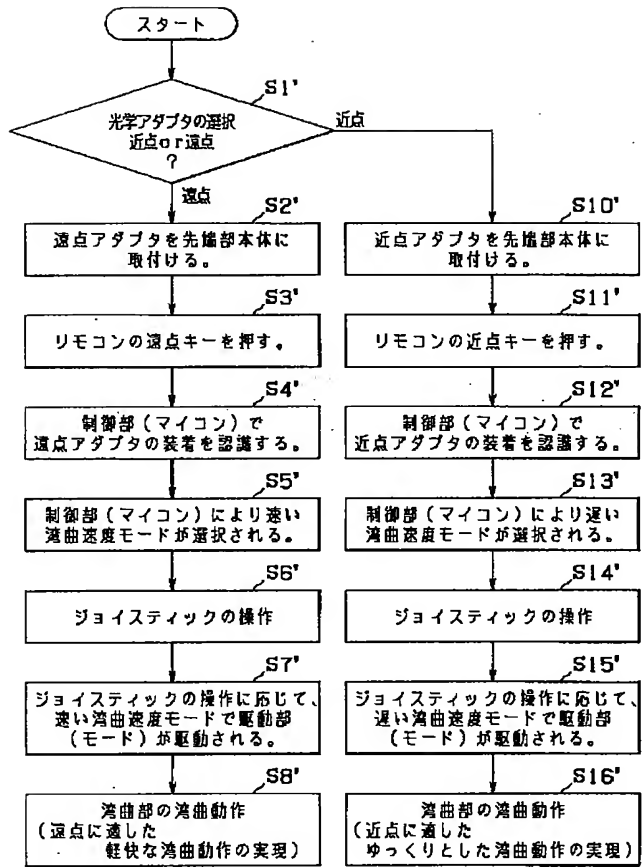 スタート
S1'
光学アダプタの選択
近点or遠点
?
近点
遠点
S2'
遠点アダプタを先端部本体に
取付ける。
S3'
リモコンの遠点キーを押す。
S4'
制御部(マイコン)で
遠点アダプタの装着を認識する。
S5'
制御部(マイコン)により速い
湾曲速度モードが選択される。
S6'
ジョイスティックの操作
S7'
ジョイスティックの操作に応じて、
速い湾曲速度モードで駆動部
(モード)が駆動される。
S8'
湾曲部の湾曲動作
(遠点に適した
軽快な湾曲動作の実現)
S10'
近点アダプタを先端部本体に
取付ける。
S11'
リモコンの近点キーを押す。
S12'
制御部(マイコン)で
近点アダプタの装着を認識する。
S13'
制御部(マイコン)により遅い
湾曲速度モードが選択される。
S14'
ジョイスティックの操作
S15'
ジョイスティックの操作に応じて、
遅い湾曲速度モードで駆動部
(モード)が駆動される。
S16'
湾曲部の湾曲動作
(近点に適した
ゆっくりとした湾曲動作の実現)